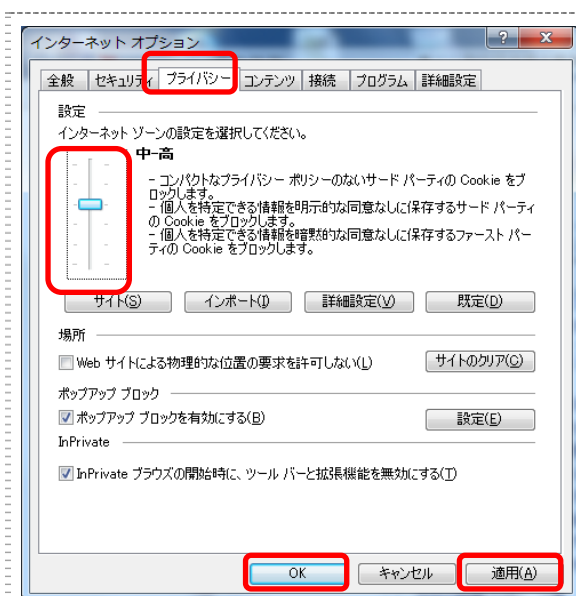 インターネット オプション
全般 セキュリティ プライバシー コンテンツ 接続 プログラム 詳細設定
設定
インターネット ゾーンの設定を選択してください。
中-高
- コンパクトなプライバシー ポリシーのないサード パーティの Cookie をブ
ロックします。
- 個人を特定できる情報を明示的な同意なしに保存するサード パーティ
の Cookie をブロックします。
- 個人を特定できる情報を暗黙的な同意なしに保存するファースト パー
ティの Cookie をブロックします。
サイト(S) インポート(I) 詳細設定(V) 既定(D)
場所
Web サイトによる物理的な位置の要求を許可しない(L) サイトのクリア(C)
ポップアップ ブロック
ポップアップ ブロックを有効にする(B) 設定(E)
InPrivate
InPrivate ブラウズの開始時に、ツール バーと拡張機能を無効にする(T)
OK キャンセル 適用(A)